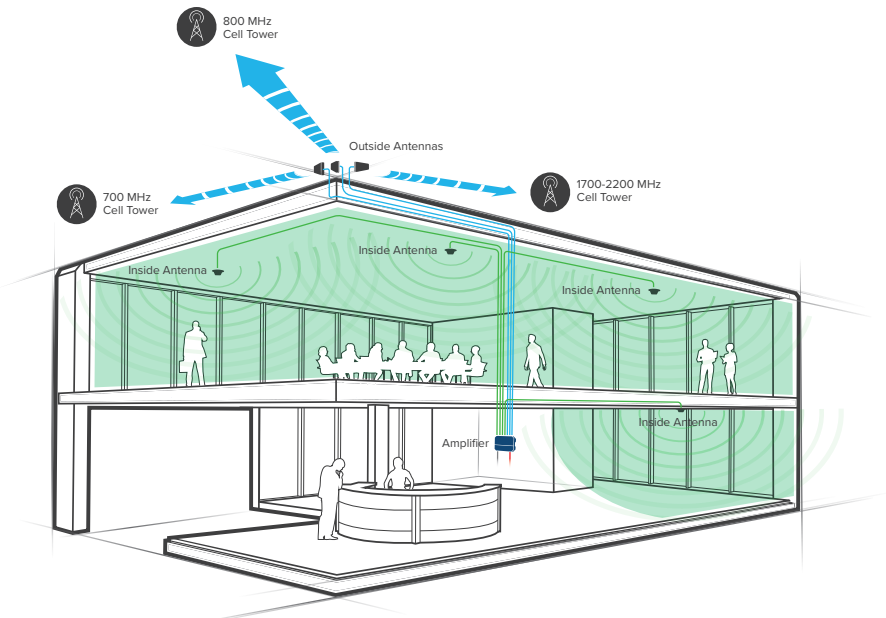 800 MHz
Cell Tower
Outside Antennas
700 MHz
Cell Tower
1700-2200 MHz
Cell Tower
Inside Antenna
Inside Antenna
Inside Antenna
Inside Antenna
Amplifier